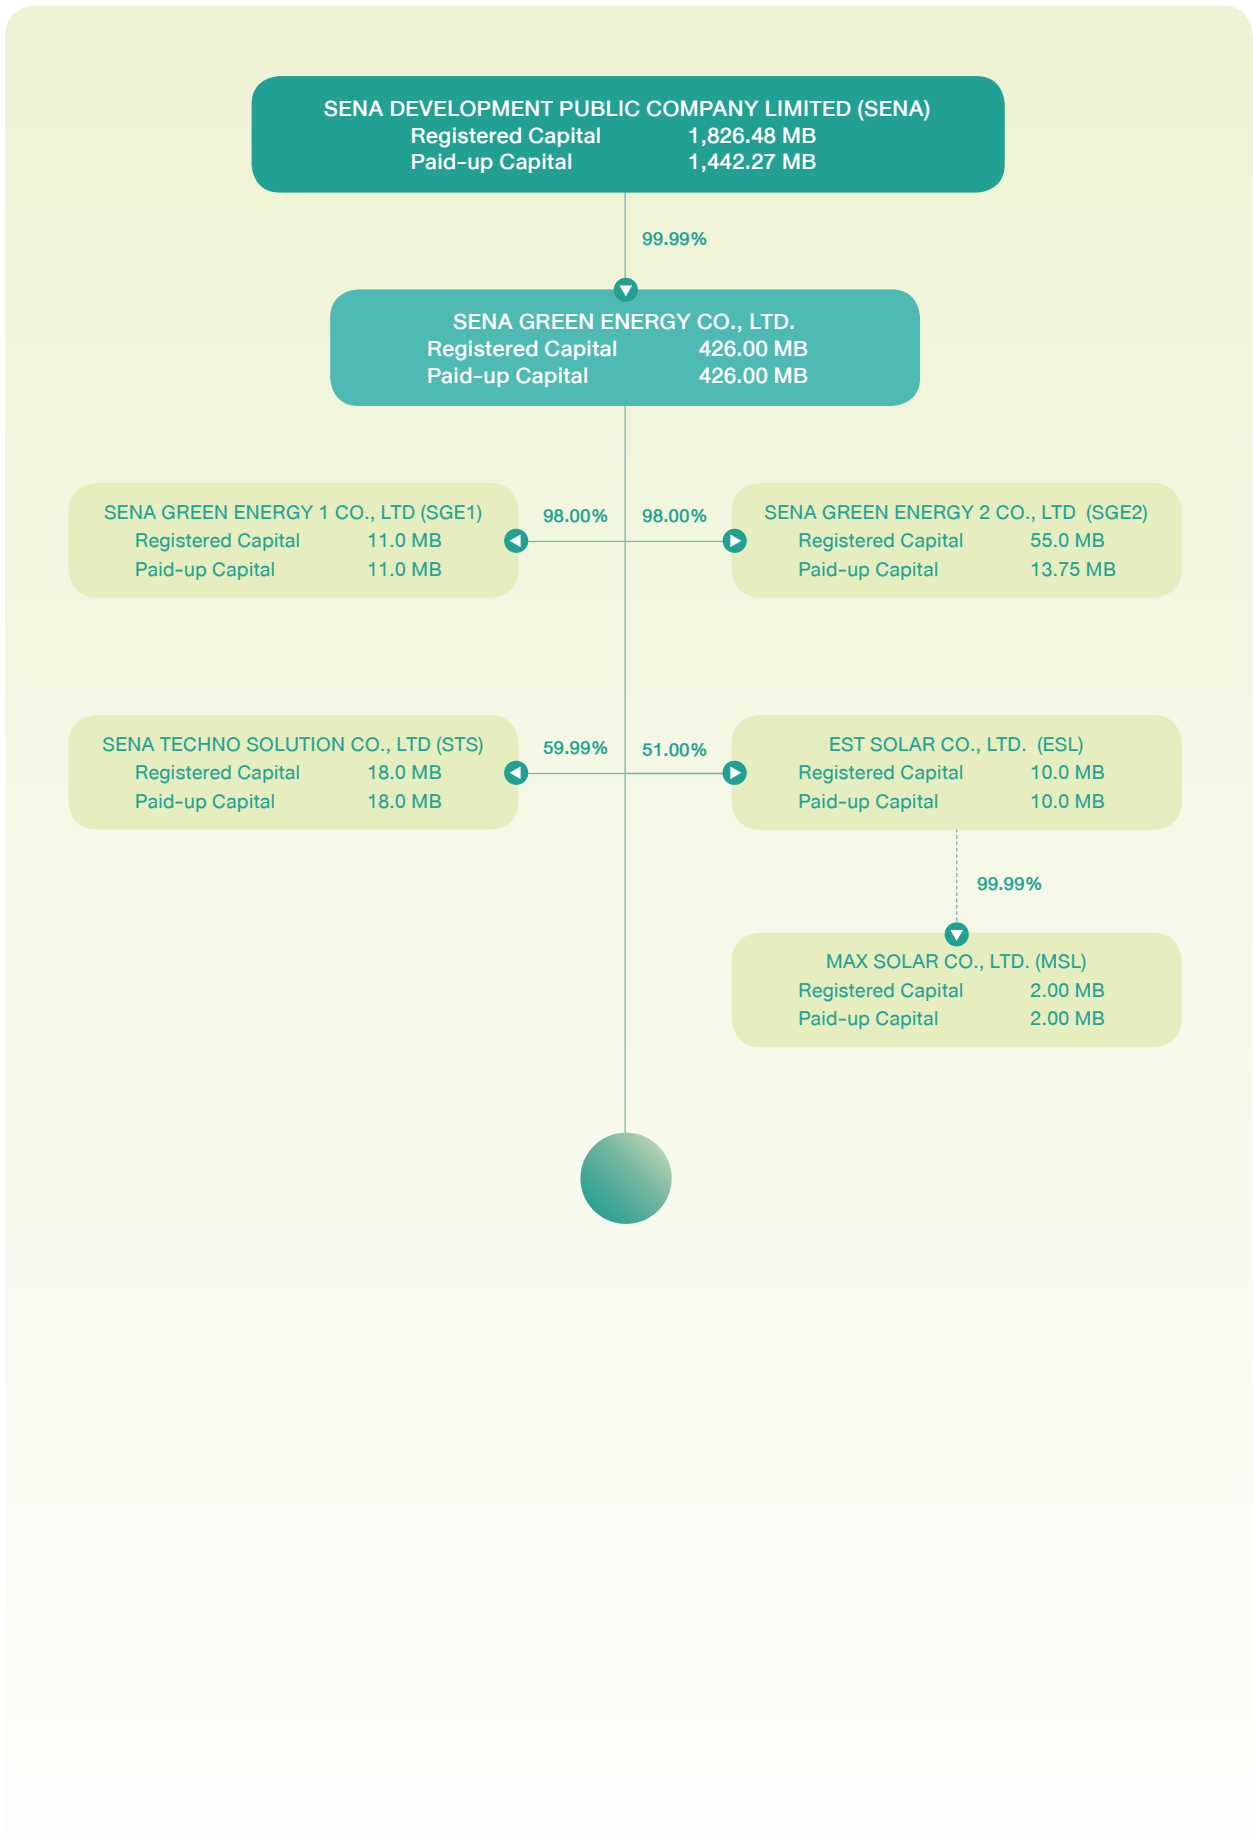 SENA DEVELOPMENT PUBLIC COMPANY LIMITED (SENA)
Registered Capital 1,826.48 MB
Paid-up Capital 1,442.27 MB
99.99%
SENA GREEN ENERGY CO., LTD.
Registered Capital 426.00 MB
Paid-up Capital 426.00 MB
SENA GREEN ENERGY 1 CO., LTD (SGE1)
Registered Capital 11.0 MB
Paid-up Capital 11.0 MB
98.00%
98.00%
SENA GREEN ENERGY 2 CO., LTD (SGE2)
Registered Capital 55.0 MB
Paid-up Capital 13.75 MB
SENA TECHNO SOLUTION CO., LTD (STS)
Registered Capital 18.0 MB
Paid-up Capital 18.0 MB
59.99%
51.00%
EST SOLAR CO., LTD. (ESL)
Registered Capital 10.0 MB
Paid-up Capital 10.0 MB
99.99%
MAX SOLAR CO., LTD. (MSL)
Registered Capital 2.00 MB
Paid-up Capital 2.00 MB